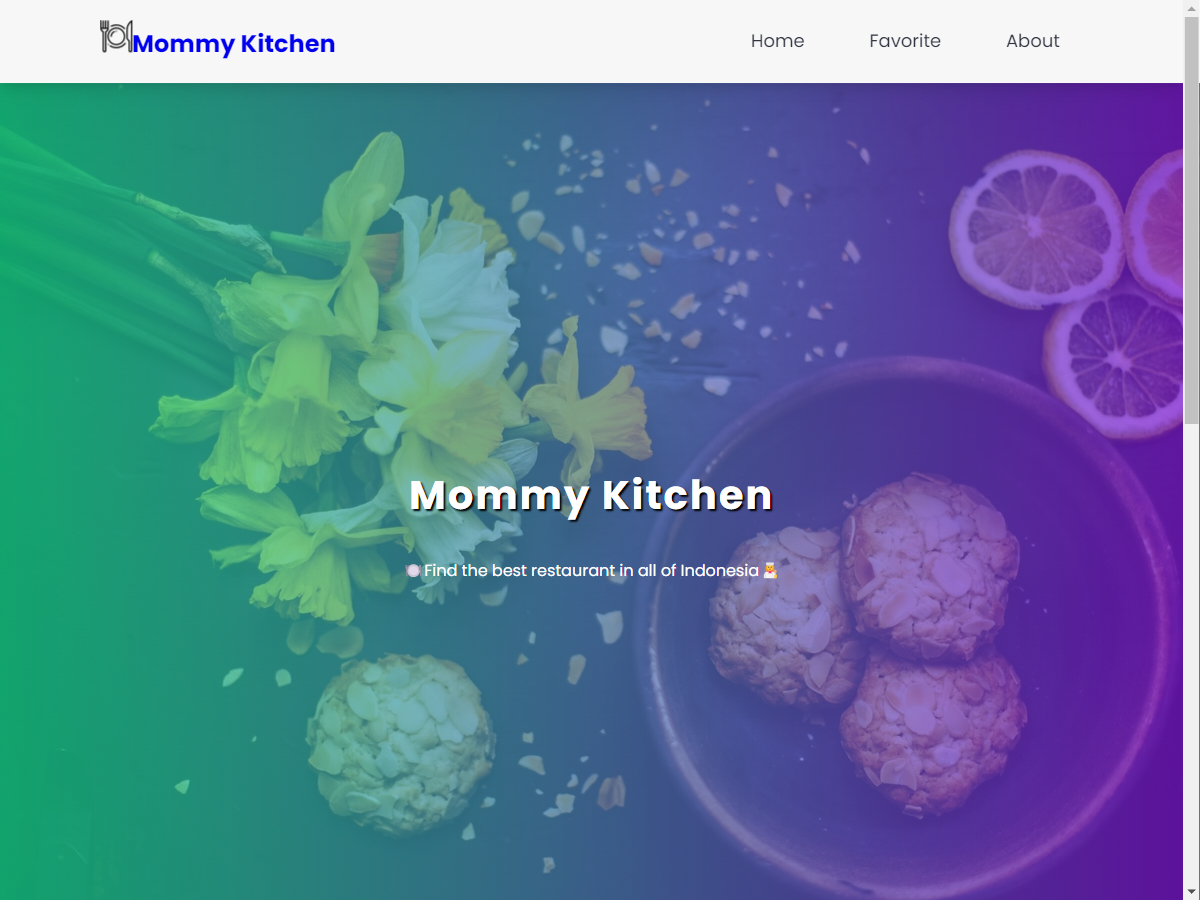 Mommy Kitchen
Home
Favorite
About
Mommy Kitchen
Find the best restaurant in all of Indonesia